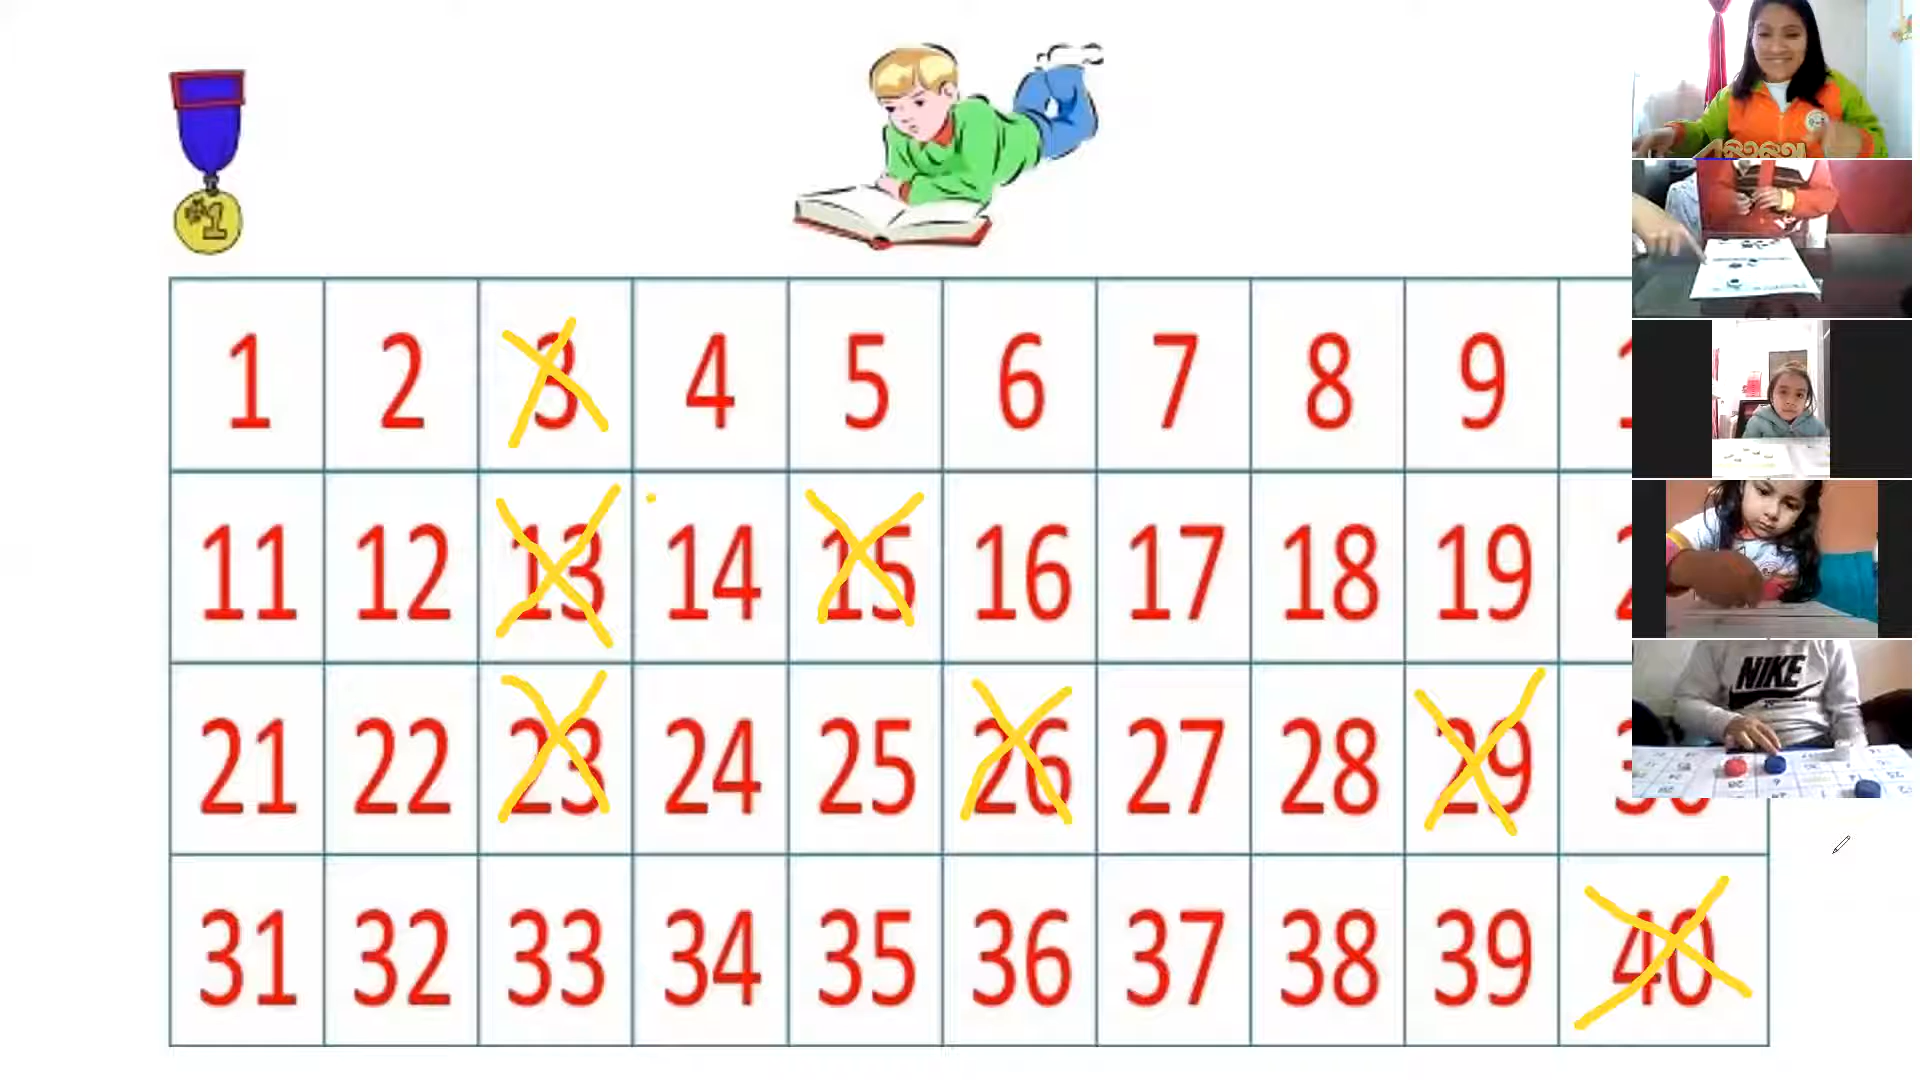 #1
1 2 3 4 5 6 7 8 9
11 12 13 14 15 16 17 18 19
21 22 23 24 25 26 27 28 29 30
31 32 33 34 35 36 37 38 39 40
NIKE